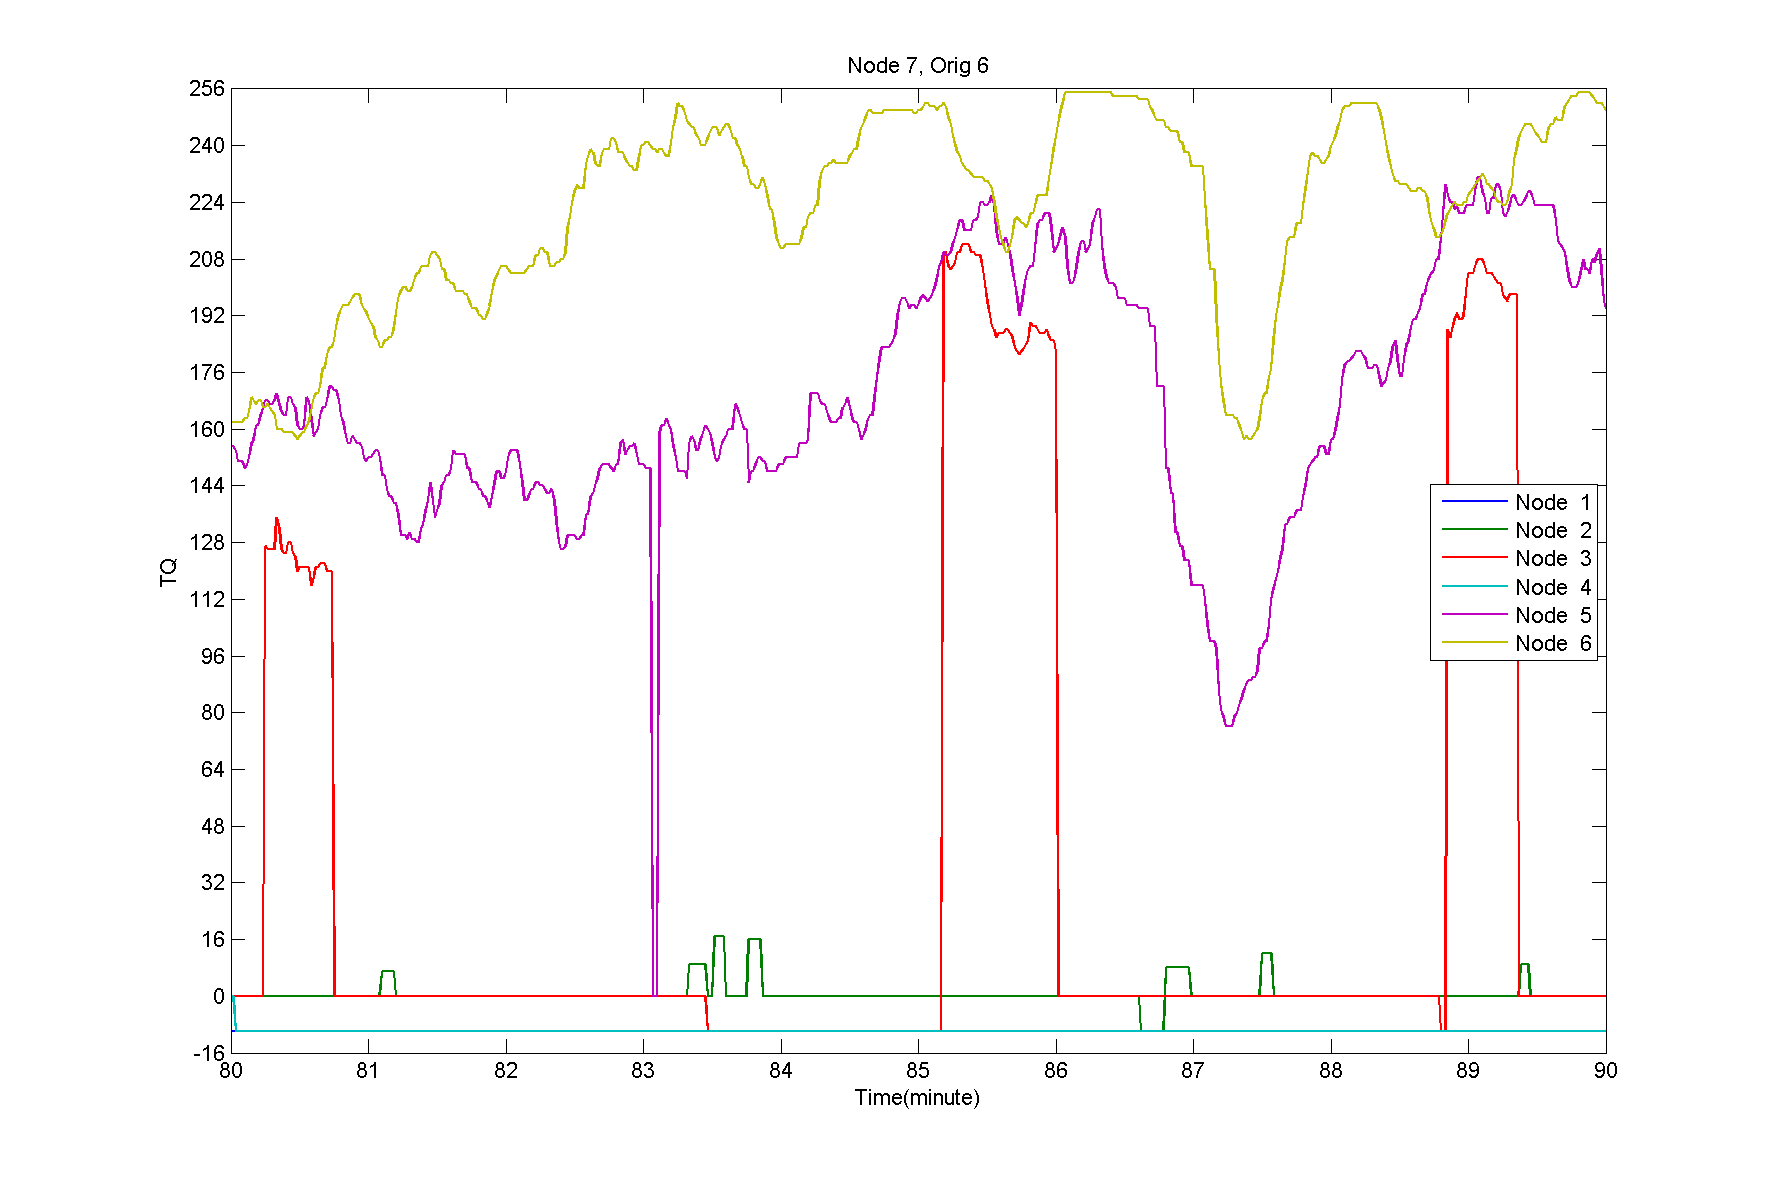 Node 7, Orig 6
256
240
224
208
192
176
160
144
128
112
96
80
64
48
32
16
0
-16
TQ
80 81 82 83 84 85 86 87 88 89 90
Time(minute)
Node 1
Node 2
Node 3
Node 4
Node 5
Node 6